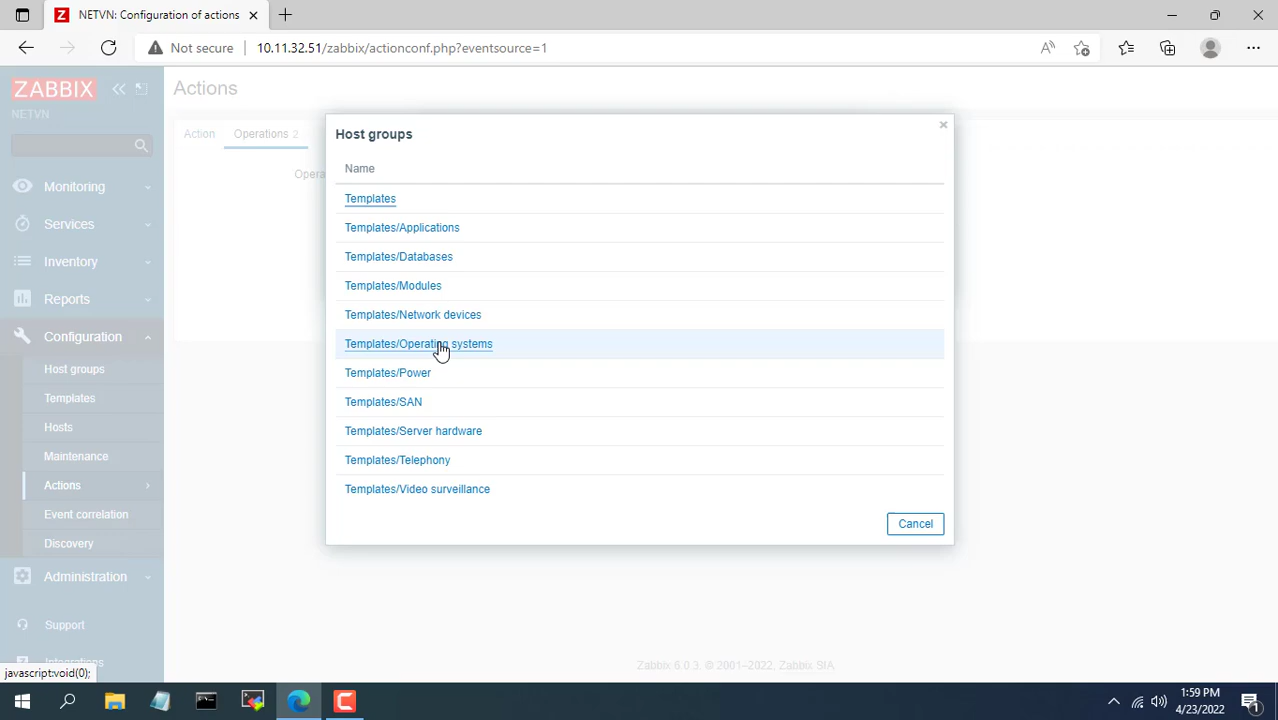 NETVN: Configuration of actions
Not secure
10.11.32.51/zabbix/actionconf.php?eventsource=1
ZABBIX
NETVN
Monitoring
Services
Inventory
Reports
Configuration
Host groups
Templates
Hosts
Maintenance
Actions
Event correlation
Discovery
Administration
Support
Integrations
javascript:void(0);
Actions
Action
Operations 2
Opera
Host groups
Name
Templates
Templates/Applications
Templates/Databases
Templates/Modules
Templates/Network devices
Templates/Operating systems
Templates/Power
Templates/SAN
Templates/Server hardware
Templates/Telephony
Templates/Video surveillance
Cancel
Zabbix 6.0.3. © 2001–2022, Zabbix SIA
1:59 PM
4/23/2022
1